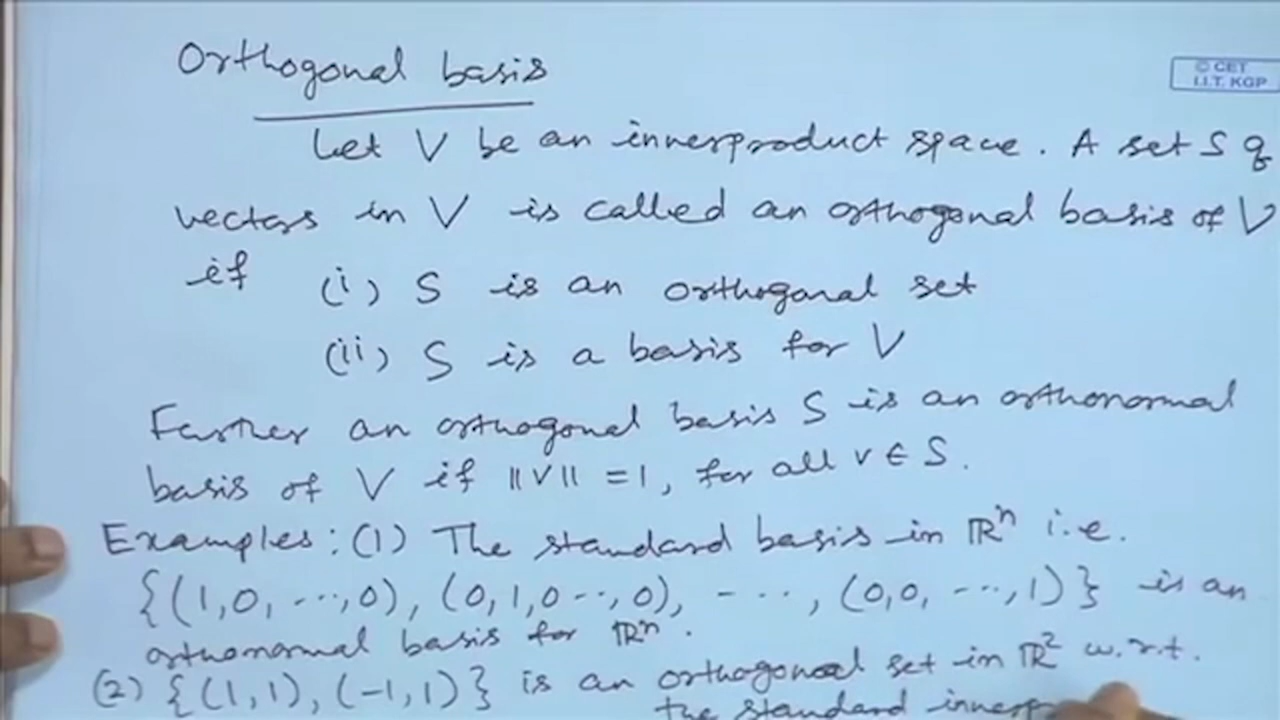 Orthogonal basis
© CET
I.I.T. KGP
Let V be an innerproduct space. A set S of
vectors in V is called an orthogonal basis of V
if (i) S is an orthogonal set
(ii) S is a basis for V
Further an orthogonal basis S is an orthonormal
basis of V if ||v|| = 1, for all v ∈ S.
Examples: (1) The standard basis in ℝⁿ i.e.
{(1,0, ...,0), (0,1,0...,0), - ..., (0,0, ...,1)} is an
orthonormal basis for ℝⁿ.
(2) {(1,1), (-1,1)} is an orthogonal set in ℝ² w.r.t.
the standard